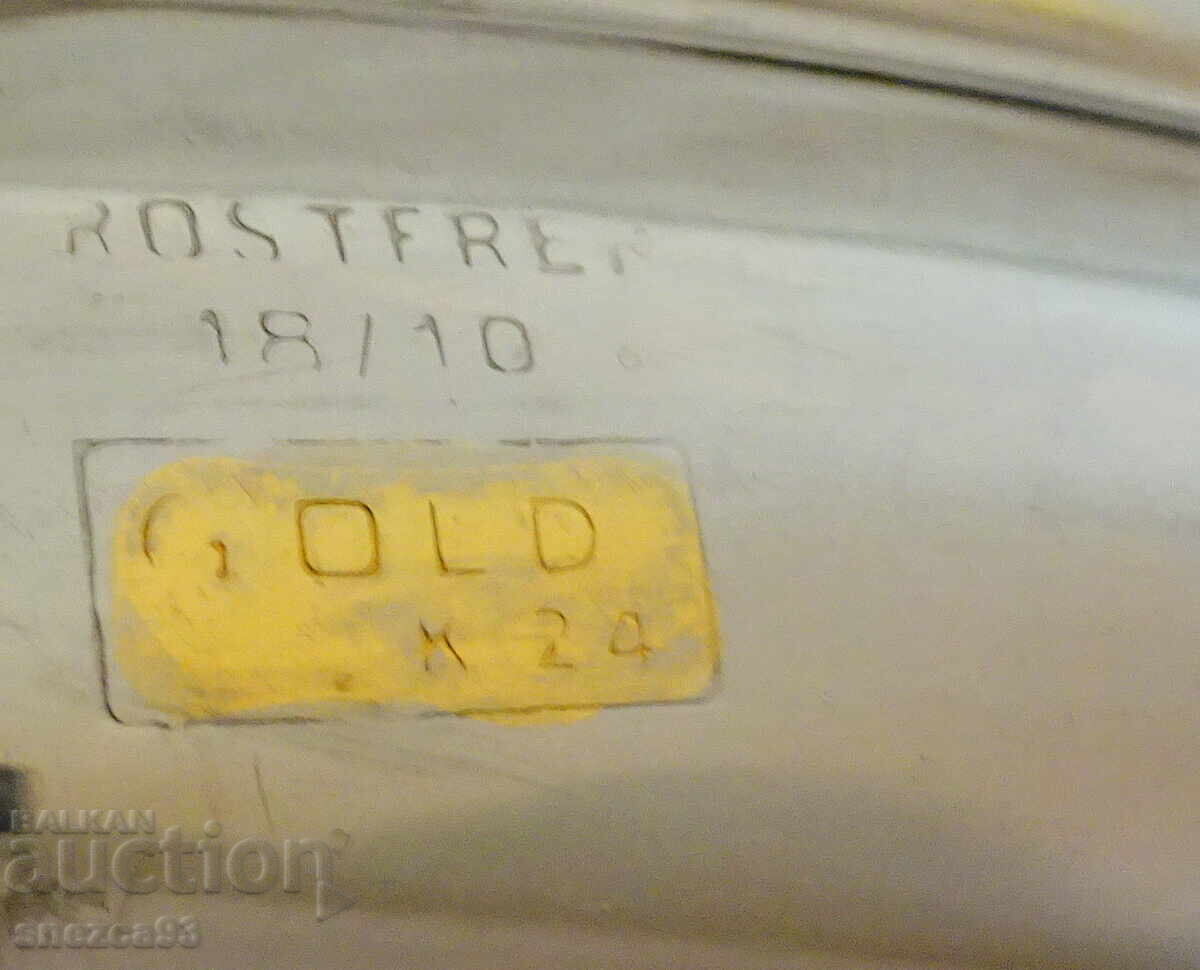 ROSTFREI
18/10
GOLD
K 24
BALKAN
auction
snezca93